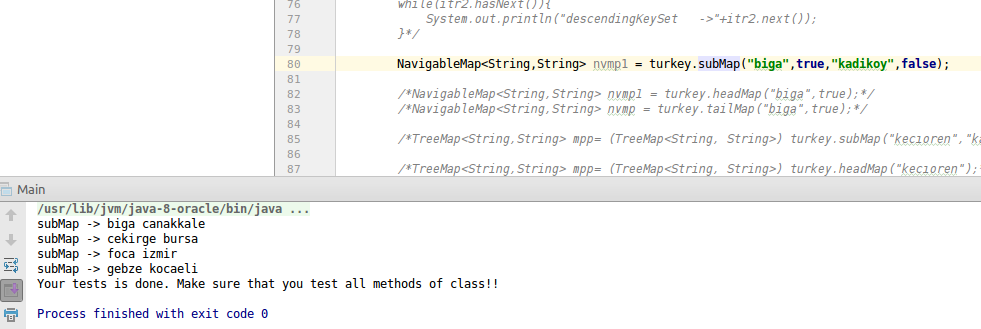 76 while(itr2.hasNext()){
77 System.out.println("descendingKeySet ->"+itr2.next());
78 }*/
79
80 NavigableMap<String,String> nvmp1 = turkey.subMap("biga",true,"kadikoy",false);
81
82 /*NavigableMap<String,String> nvmp1 = turkey.headMap("biga",true);*/
83 /*NavigableMap<String,String> nvmp = turkey.tailMap("biga",true);*/
84
85 /*TreeMap<String,String> mpp= (TreeMap<String, String>) turkey.subMap("kecioren","ka
86
87 /*TreeMap<String,String> mpp= (TreeMap<String, String>) turkey.headMap("kecioren");*
Main
/usr/lib/jvm/java-8-oracle/bin/java ...
subMap -> biga canakkale
subMap -> cekirge bursa
subMap -> foca izmir
subMap -> gebze kocaeli
Your tests is done. Make sure that you test all methods of class!!
Process finished with exit code 0